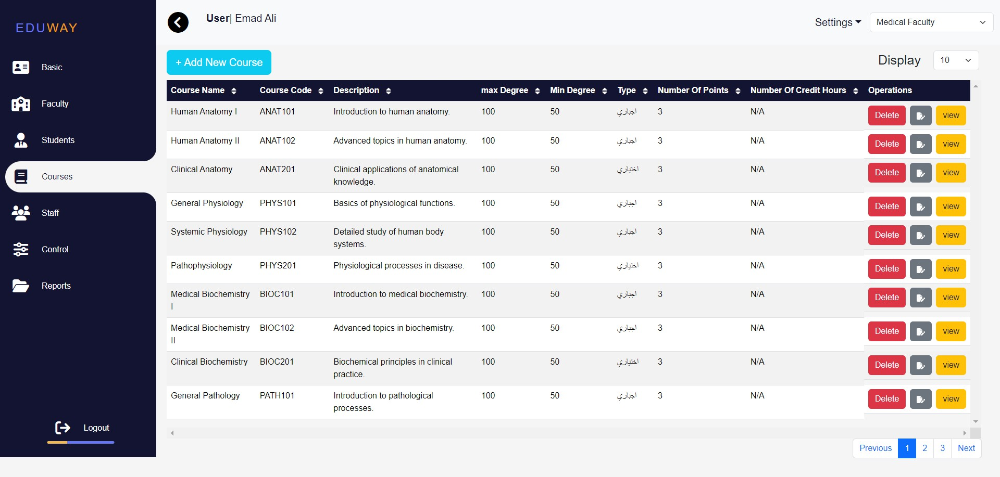 EDUWAY
User| Emad Ali
Settings
Medical Faculty
Basic
Faculty
Students
Courses
Staff
Control
Reports
Logout
+ Add New Course
Display 10
Course Name Course Code Description max Degree Min Degree Type Number Of Points Number Of Credit Hours Operations
Human Anatomy I ANAT101 Introduction to human anatomy. 100 50 اجباري 3 N/A Delete view
Human Anatomy II ANAT102 Advanced topics in human anatomy. 100 50 اجباري 3 N/A Delete view
Clinical Anatomy ANAT201 Clinical applications of anatomical 100 50 اختياري 3 N/A Delete view
knowledge.
General Physiology PHYS101 Basics of physiological functions. 100 50 اجباري 3 N/A Delete view
Systemic Physiology PHYS102 Detailed study of human body 100 50 اجباري 3 N/A Delete view
systems.
Pathophysiology PHYS201 Physiological processes in disease. 100 50 اختياري 3 N/A Delete view
Medical Biochemistry BIOC101 Introduction to medical biochemistry. 100 50 اجباري 3 N/A Delete view
I
Medical Biochemistry BIOC102 Advanced topics in biochemistry. 100 50 اجباري 3 N/A Delete view
II
Clinical Biochemistry BIOC201 Biochemical principles in clinical 100 50 اختياري 3 N/A Delete view
practice.
General Pathology PATH101 Introduction to pathological 100 50 اجباري 3 N/A Delete view
processes.
Previous 1 2 3 Next